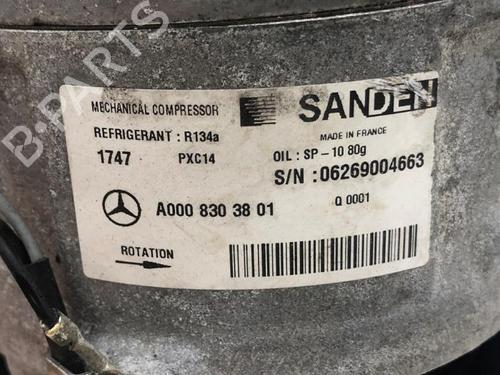 B-PARTS
MECHANICAL COMPRESSOR
SANDEN
REFRIGERANT : R134a
MADE IN FRANCE
1747 PXC14
OIL : SP-10 80g
S/N : 06269004663
A000 830 38 01
Q 0001
ROTATION